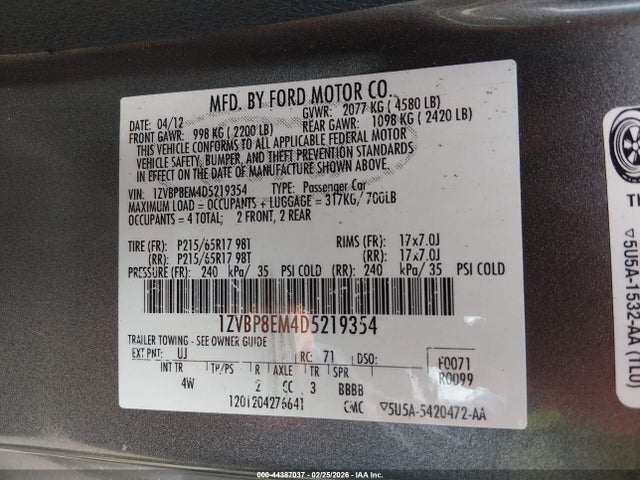 MFD. BY FORD MOTOR CO.
DATE: 04/12 GVWR: 2077 KG ( 4580 LB)
FRONT GAWR: 998 KG ( 2200 LB) REAR GAWR: 1098 KG ( 2420 LB)
THIS VEHICLE CONFORMS TO ALL APPLICABLE FEDERAL MOTOR
VEHICLE SAFETY, BUMPER, AND THEFT PREVENTION STANDARDS
IN EFFECT ON THE DATE OF MANUFACTURE SHOWN ABOVE.
VIN: 1ZVBP8EM4D5219354 TYPE: Passenger Car
MAXIMUM LOAD = OCCUPANTS + LUGGAGE = 317KG/700LB
OCCUPANTS = 4 TOTAL; 2 FRONT, 2 REAR
TIRE (FR): P215/65R17 98T RIMS (FR): 17x7.0J
(RR): P215/65R17 98T (RR): 17x7.0J
PRESSURE (FR): 240 kPa/ 35 PSI COLD (RR): 240 kPa/ 35 PSI COLD
1ZVBP8EM4D5219354
TRAILER TOWING - SEE OWNER GUIDE
EXT PNT: UJ RC: 71 DSO: F0071
R0099
INT TR TP/PS R AXLE TR SPR
4W 2 CC 3 BBBB
1201204276641 CMC 5U5A-5420472-AA
TH
5U5A-1532-AA (TLU)
000-44387037 - 02/25/2026 - IAA Inc.